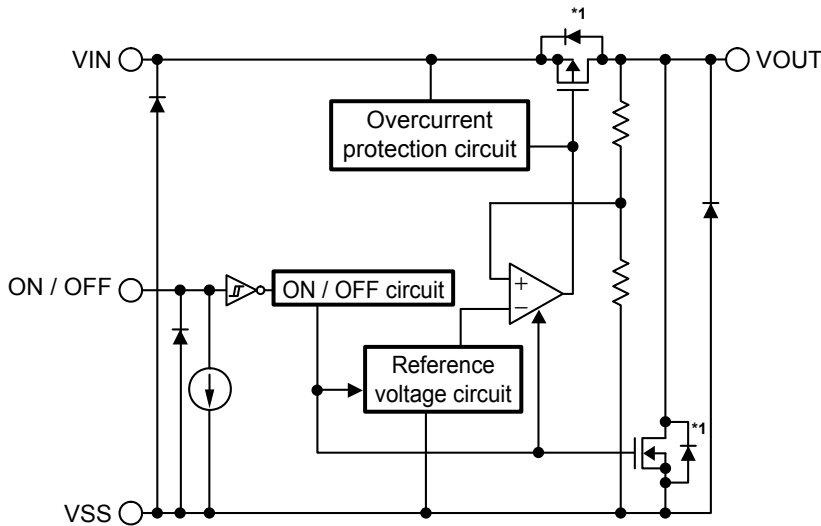 *1
VIN
VOUT
Overcurrent
protection circuit
ON / OFF
ON / OFF circuit
+
−
Reference
voltage circuit
*1
VSS